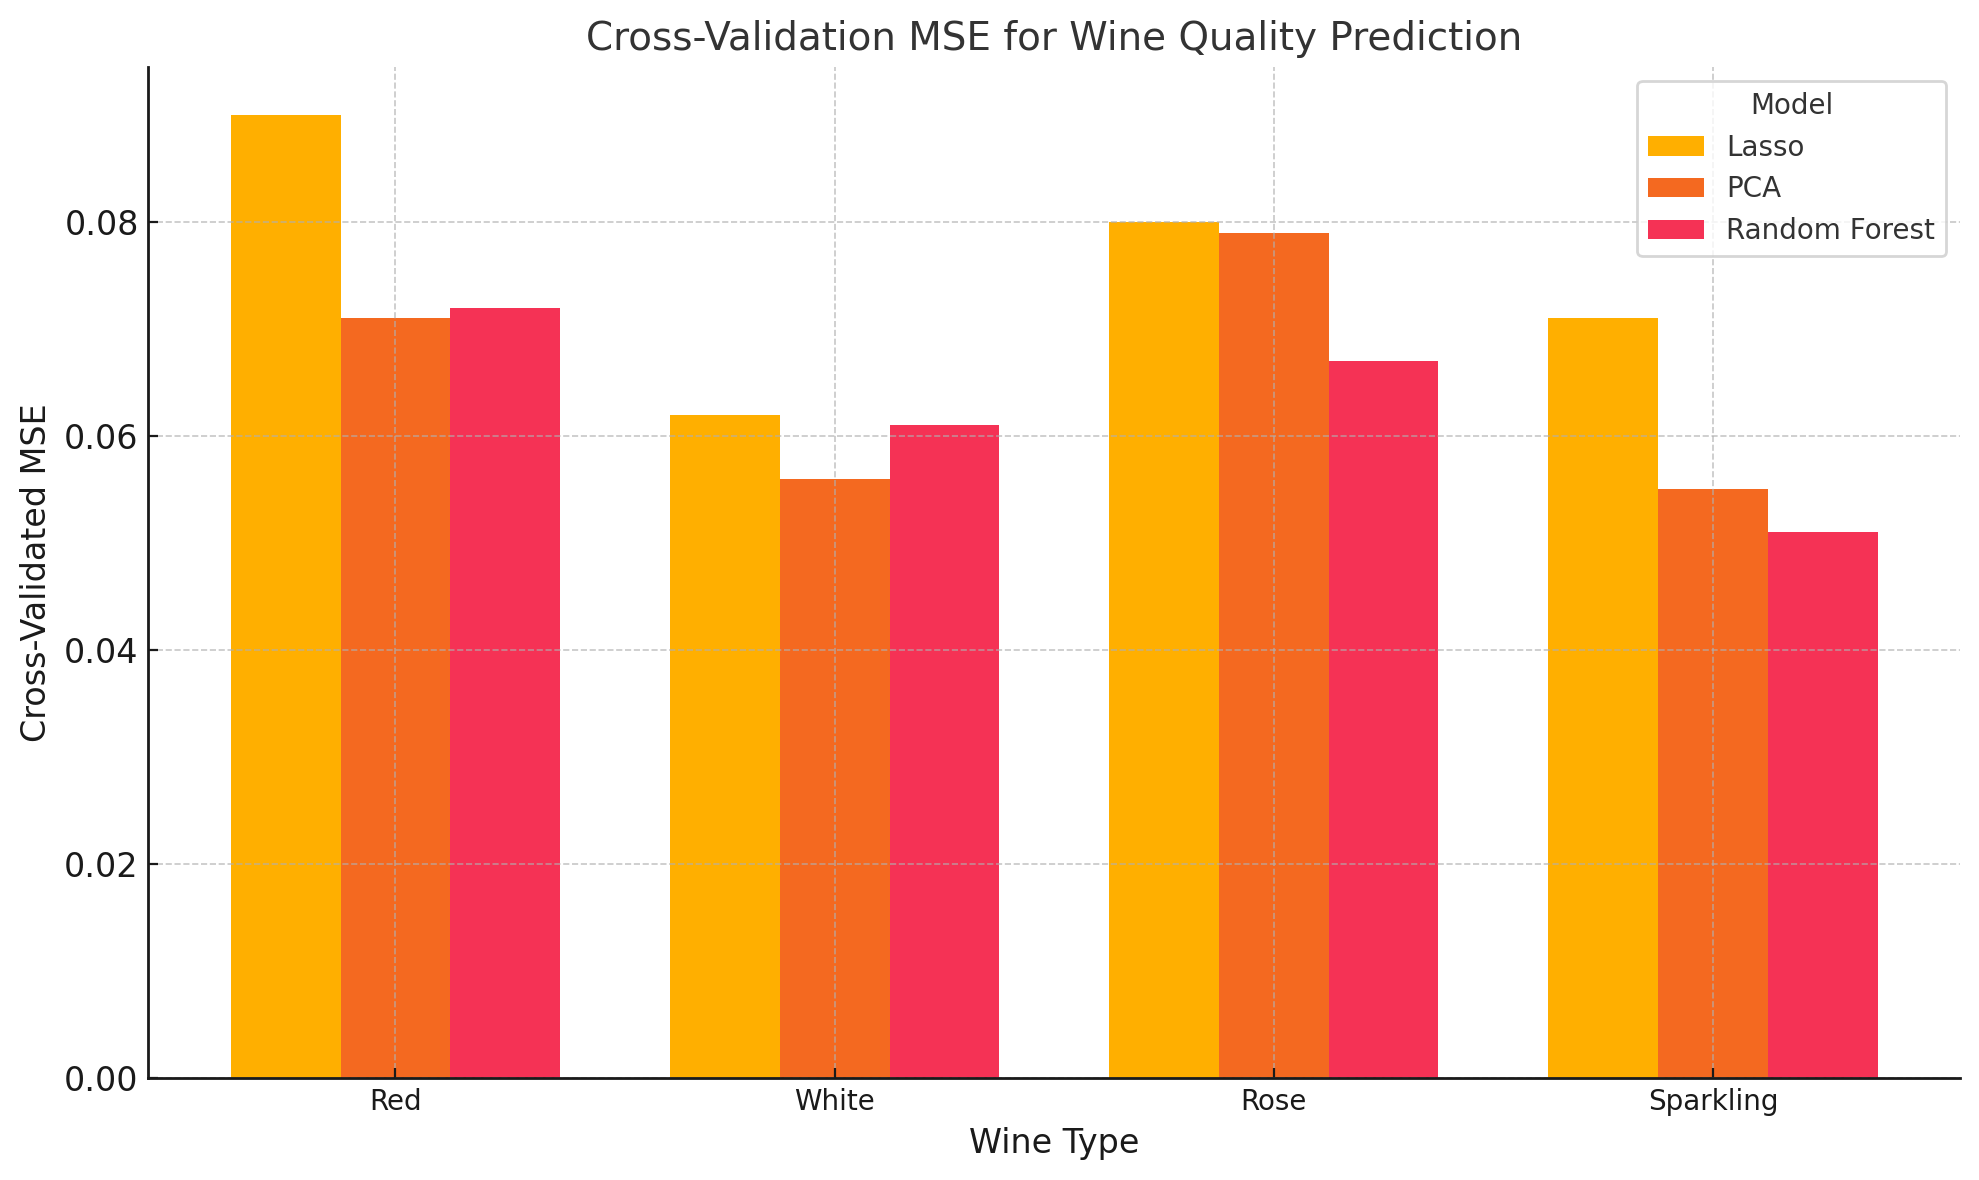 Cross-Validation MSE for Wine Quality Prediction
Model
Lasso
PCA
Random Forest
Cross-Validated MSE
0.08
0.06
0.04
0.02
0.00
Red
White
Rose
Sparkling
Wine Type